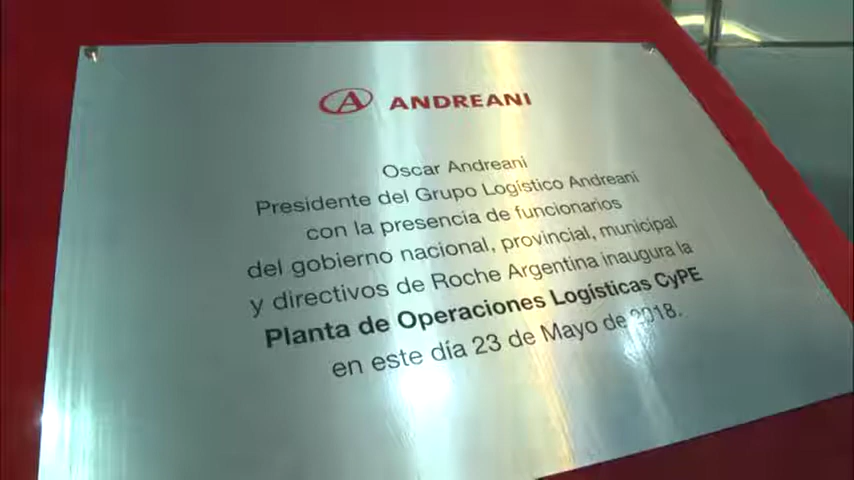 ANDREANI
Oscar Andreani
Presidente del Grupo Logístico Andreani
con la presencia de funcionarios
del gobierno nacional, provincial, municipal
y directivos de Roche Argentina inaugura la
Planta de Operaciones Logísticas CyPE
en este día 23 de Mayo de 2018.